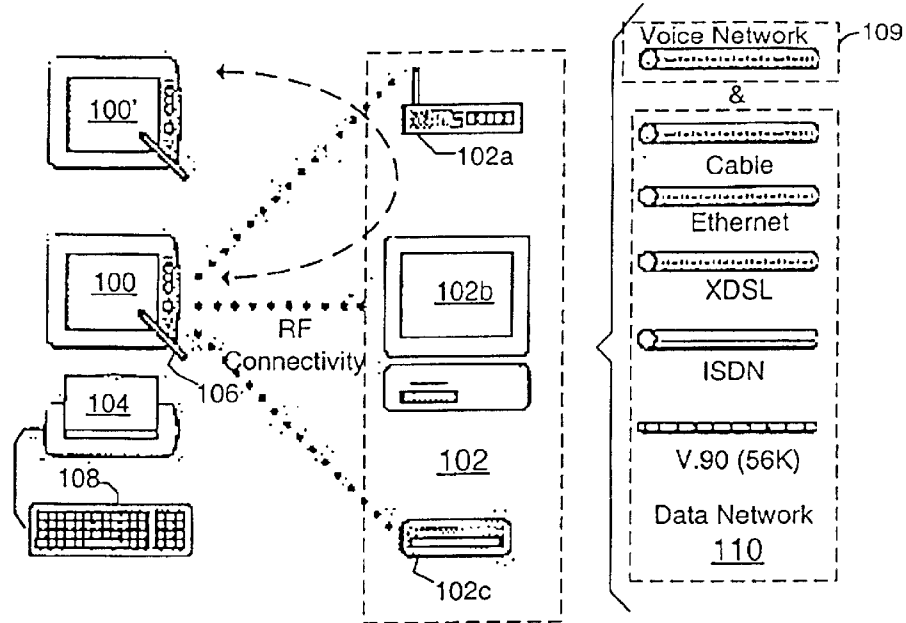 Voice Network
109
&
100'
102a
Cable
Ethernet
100
102b
XDSL
RF
Connectivity
106
ISDN
104
102
V.90 (56K)
108
Data Network
110
102c